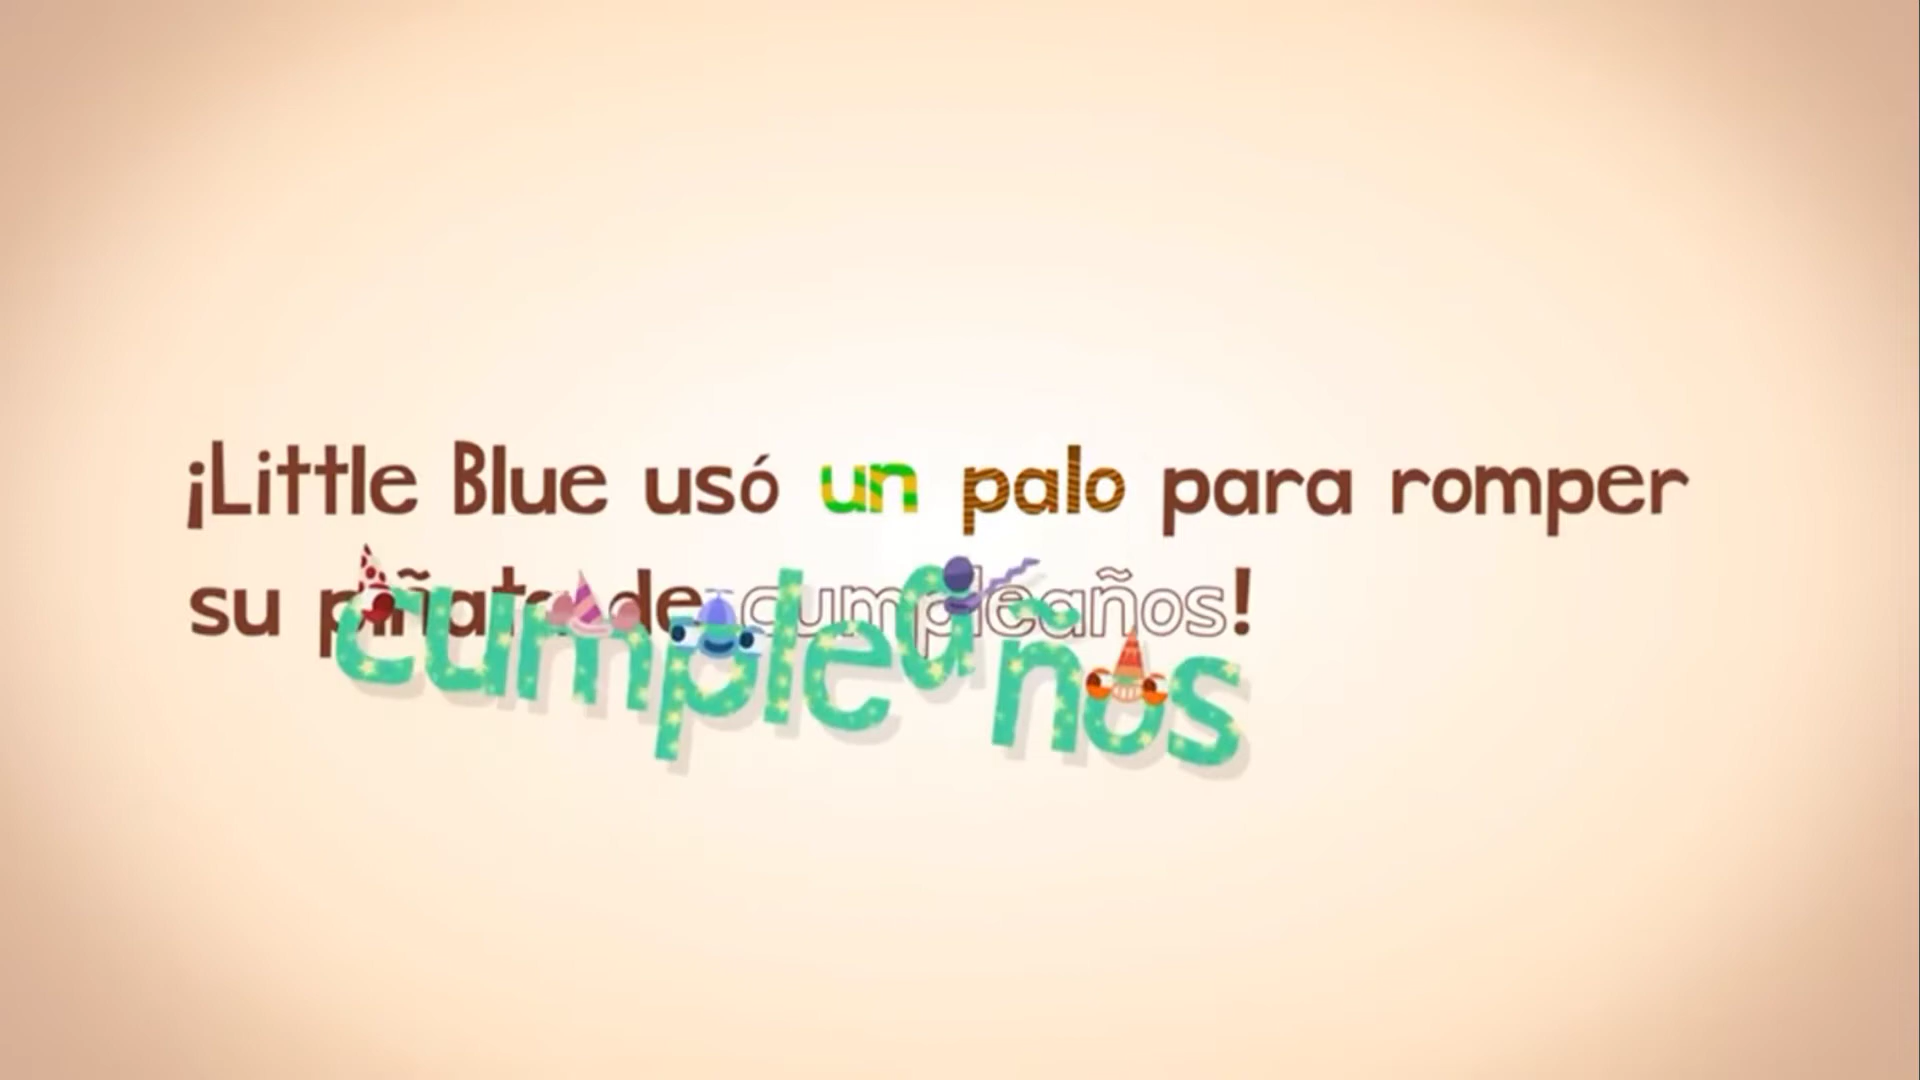 ¡Little Blue usó un palo para romper
su piñata de cumpleaños!
cumpleaños